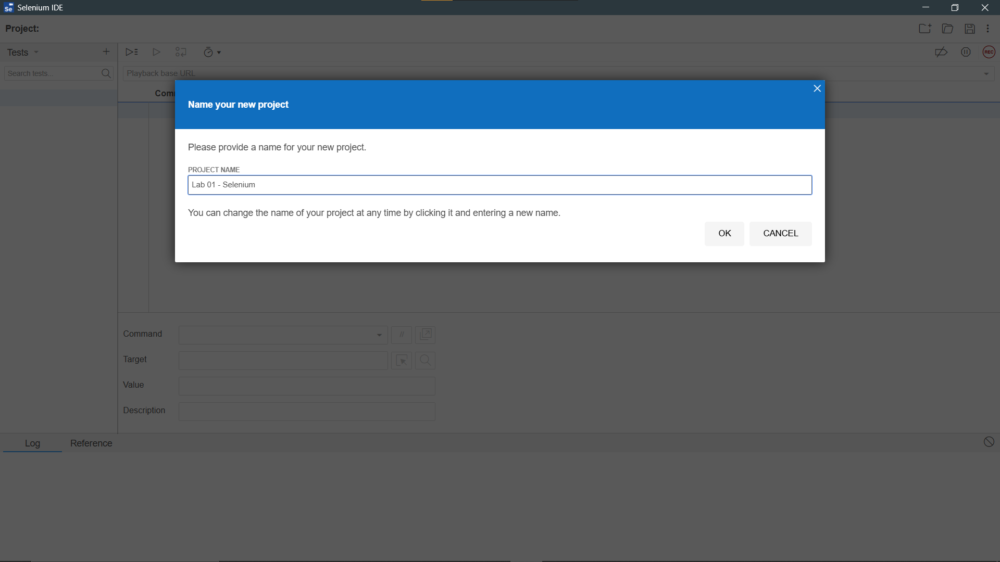 Se Selenium IDE
Project:
Tests
REC
Search tests...
Playback base URL
Com
Name your new project
Please provide a name for your new project.
PROJECT NAME
Lab 01 - Selenium
You can change the name of your project at any time by clicking it and entering a new name.
OK CANCEL
Command //
Target
Value
Description
Log Reference